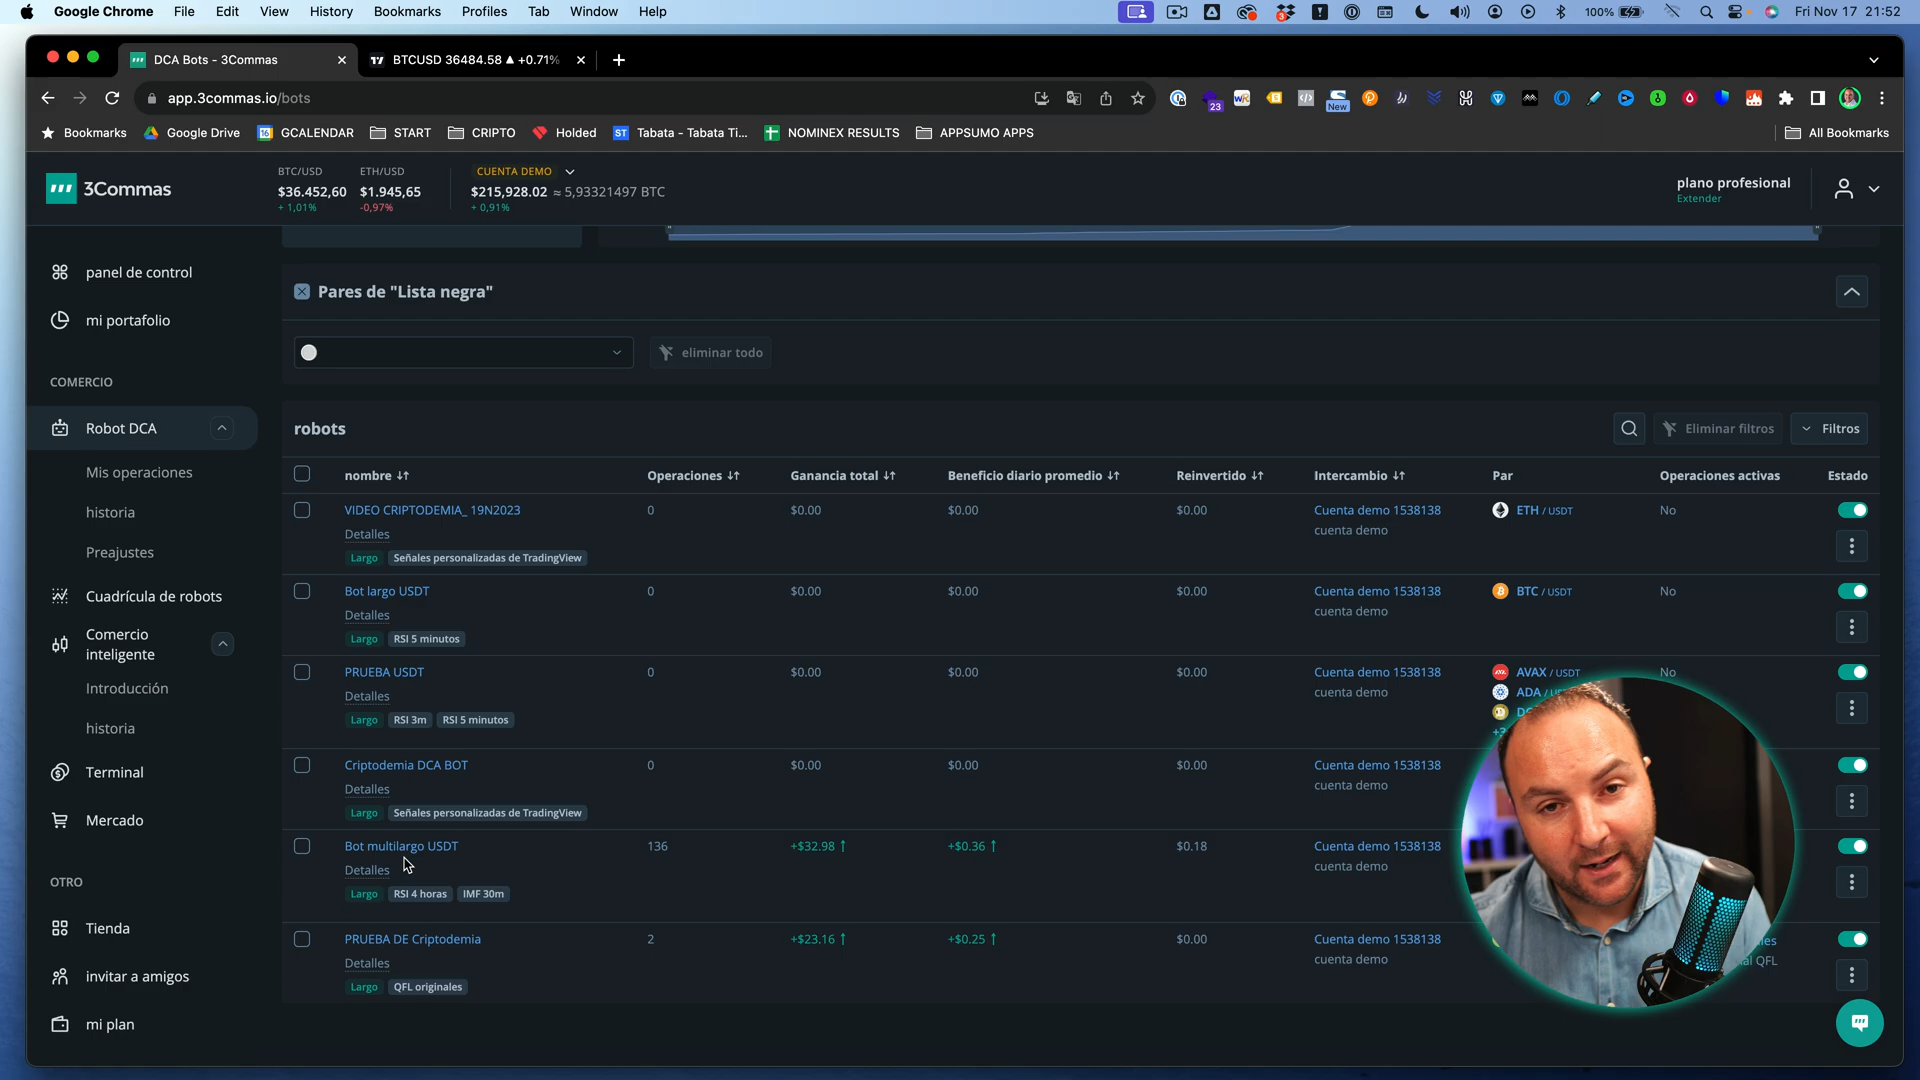 Google Chrome File Edit View History Bookmarks Profiles Tab Window Help 3 100% Fri Nov 17 21:52
DCA Bots - 3Commas BTCUSD 36484.58 ▲ +0.71%
app.3commas.io/bots 23 New
Bookmarks Google Drive 16 GCALENDAR START CRIPTO Holded ST Tabata - Tabata Ti... NOMINEX RESULTS APPSUMO APPS All Bookmarks
3Commas
BTC/USD ETH/USD CUENTA DEMO
$36.452,60 $1.945,65 $215,928.02 ≈ 5,93321497 BTC
+ 1,01% -0,97% + 0,91%
plano profesional
Extender
panel de control
mi portafolio
COMERCIO
Robot DCA
Mis operaciones
historia
Preajustes
Cuadrícula de robots
Comercio
inteligente
Introducción
historia
Terminal
Mercado
OTRO
Tienda
invitar a amigos
mi plan
Pares de "Lista negra"
eliminar todo
robots Eliminar filtros Filtros
nombre Operaciones Ganancia total Beneficio diario promedio Reinvertido Intercambio Par Operaciones activas Estado
VIDEO CRIPTODEMIA_ 19N2023 0 $0.00 $0.00 $0.00 Cuenta demo 1538138 ETH / USDT No
Detalles cuenta demo
Largo Señales personalizadas de TradingView
Bot largo USDT 0 $0.00 $0.00 $0.00 Cuenta demo 1538138 BTC / USDT No
Detalles cuenta demo
Largo RSI 5 minutos
PRUEBA USDT 0 $0.00 $0.00 $0.00 Cuenta demo 1538138 AVAX / USDT No
Detalles cuenta demo ADA
Largo RSI 3m RSI 5 minutos
Criptodemia DCA BOT 0 $0.00 $0.00 $0.00 Cuenta demo 1538138
Detalles cuenta demo
Largo Señales personalizadas de TradingView
Bot multilargo USDT 136 +$32.98 ↑ +$0.36 ↑ $0.18 Cuenta demo 1538138
Detalles cuenta demo
Largo RSI 4 horas IMF 30m
PRUEBA DE Criptodemia 2 +$23.16 ↑ +$0.25 ↑ $0.00 Cuenta demo 1538138
Detalles cuenta demo QFL
Largo QFL originales